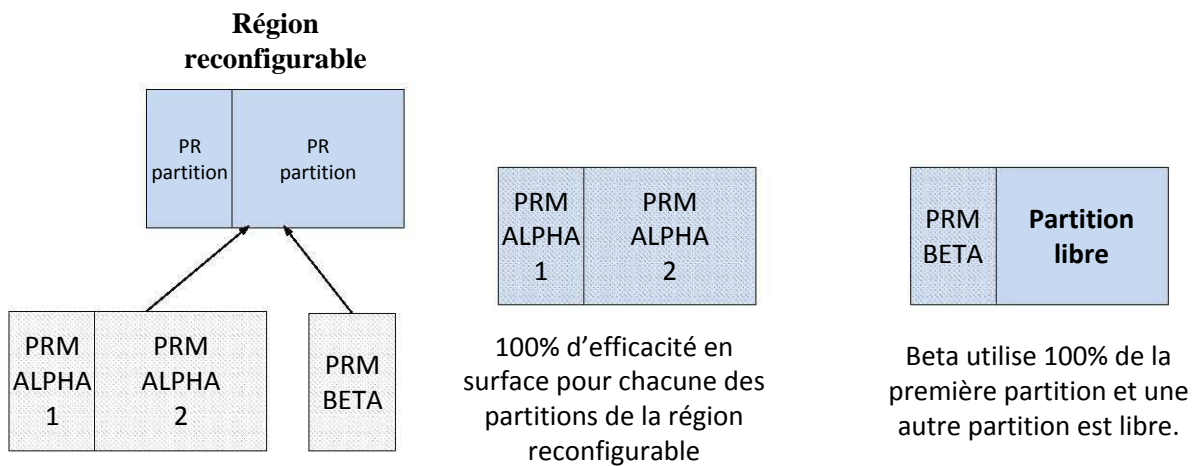 Région
reconfigurable
PR
partition
PR
partition
PRM
ALPHA
1
PRM
ALPHA
2
PRM
BETA
PRM
ALPHA
1
PRM
ALPHA
2
100% d’efficacité en
surface pour chacune des
partitions de la région
reconfigurable
PRM
BETA
Partition
libre
Beta utilise 100% de la
première partition et une
autre partition est libre.